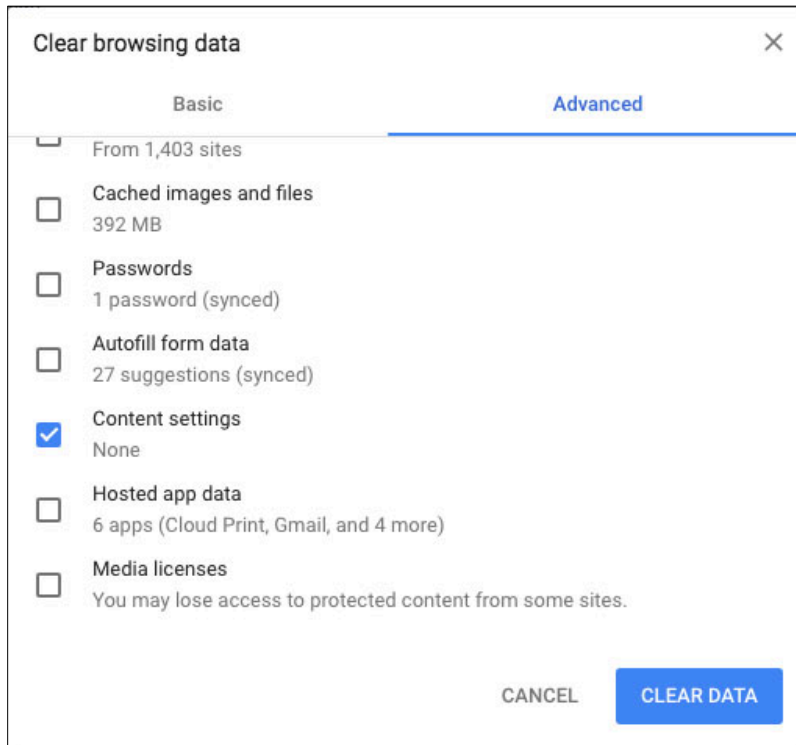 Clear browsing data
Basic
Advanced
From 1,403 sites
Cached images and files
392 MB
Passwords
1 password (synced)
Autofill form data
27 suggestions (synced)
Content settings
None
Hosted app data
6 apps (Cloud Print, Gmail, and 4 more)
Media licenses
You may lose access to protected content from some sites.
CANCEL
CLEAR DATA